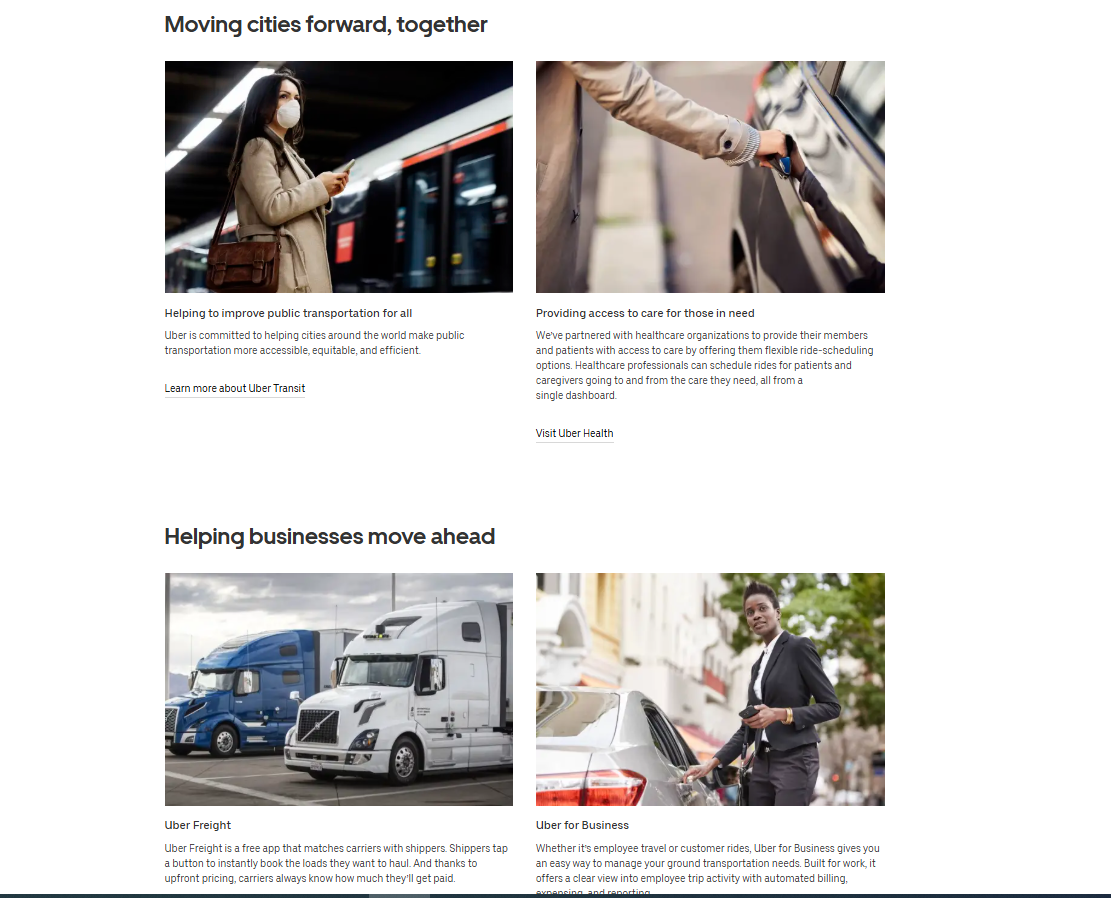 Moving cities forward, together
Helping to improve public transportation for all
Uber is committed to helping cities around the world make public
transportation more accessible, equitable, and efficient.
Learn more about Uber Transit
Providing access to care for those in need
We've partnered with healthcare organizations to provide their members
and patients with access to care by offering them flexible ride-scheduling
options. Healthcare professionals can schedule rides for patients and
caregivers going to and from the care they need, all from a
single dashboard.
Visit Uber Health
Helping businesses move ahead
Uber Freight
Uber Freight is a free app that matches carriers with shippers. Shippers tap
a button to instantly book the loads they want to haul. And thanks to
upfront pricing, carriers always know how much they'll get paid.
Uber for Business
Whether it's employee travel or customer rides, Uber for Business gives you
an easy way to manage your ground transportation needs. Built for work, it
offers a clear view into employee trip activity with automated billing,
expensing, and reporting.